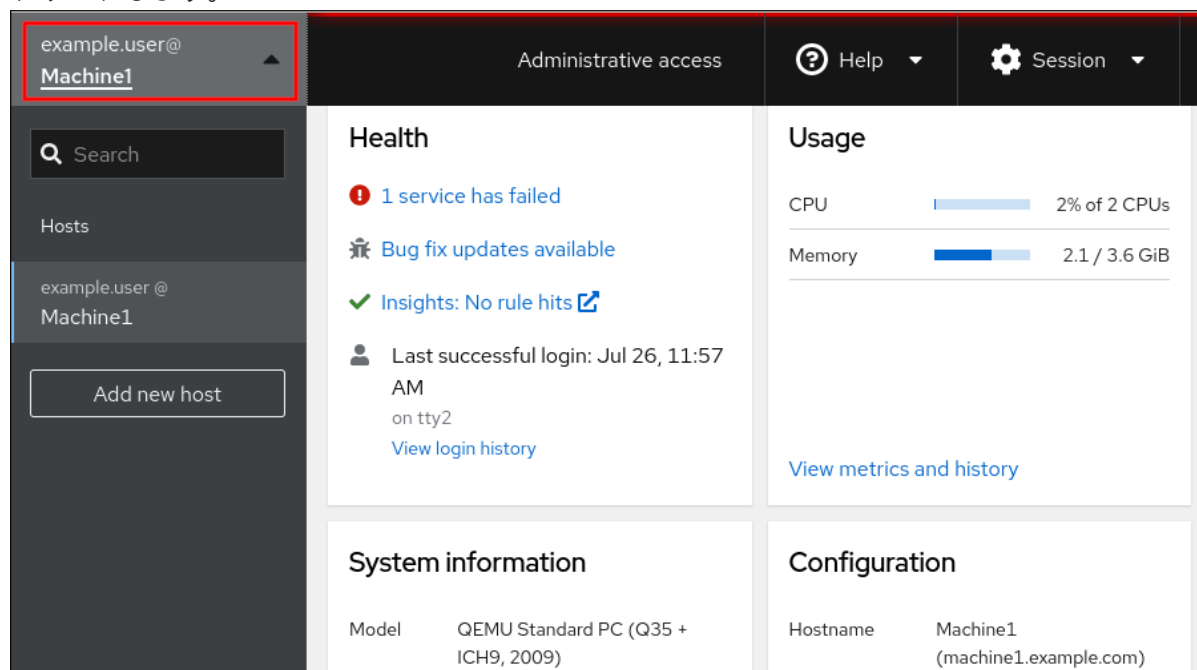 example.user@
Machine1
Administrative access
Help
Session
Search
Hosts
example.user @
Machine1
Add new host
Health
1 service has failed
Bug fix updates available
Insights: No rule hits
Last successful login: Jul 26, 11:57
AM
on tty2
View login history
Usage
CPU 2% of 2 CPUs
Memory 2.1 / 3.6 GiB
View metrics and history
System information
Model QEMU Standard PC (Q35 +
ICH9, 2009)
Configuration
Hostname Machine1
(machine1.example.com)